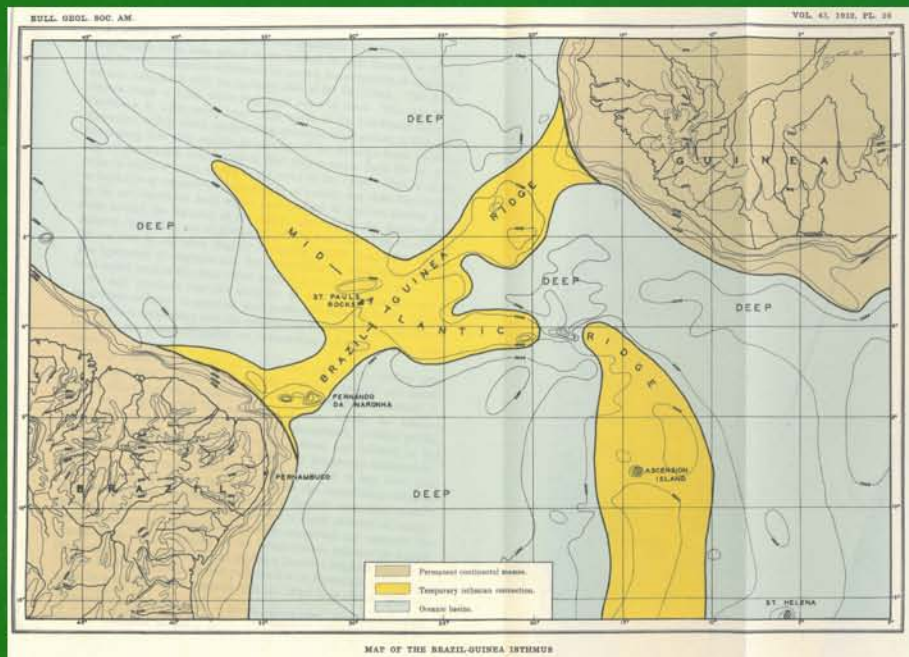 BULL. GEOL. SOC. AM.
VOL. 43, 1932, PL. 26
DEEP
GUINEA
DEEP
MID-
BRAZIL-GUINEA RIDGE
ST. PAUL'S
ROCKS
ATLANTIC
DEEP
DEEP
RIDGE
FERNANDO
DA NARONHA
PERNAMBUCO
BRAZIL
DEEP
ASCENSION
ISLAND
Permanent continental masses.
Temporary isthmian connection.
Oceanic basins.
ST. HELENA
MAP OF THE BRAZIL-GUINEA ISTHMUS